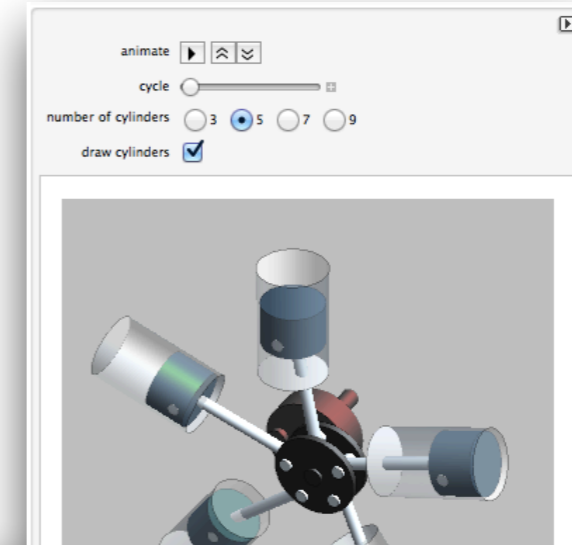 animate
cycle
number of cylinders 3 5 7 9
draw cylinders